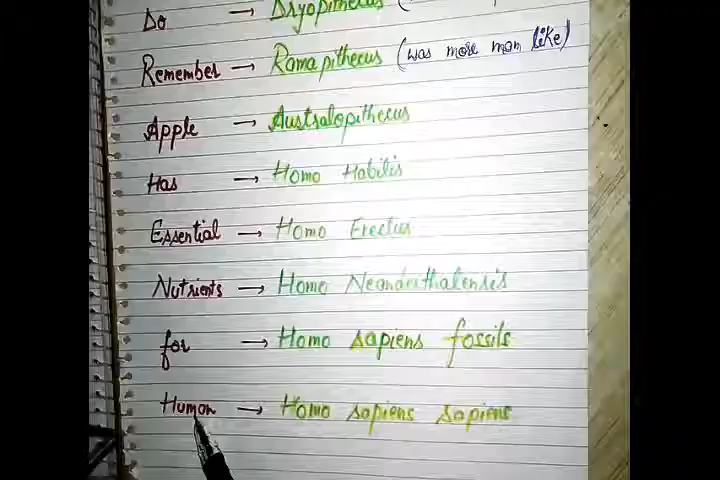 Do → Dryopithecus (
Remember → Ramapithecus (was more man like)
Apple → Australopithecus
Has → Homo Habilis
Essential → Homo Erectus
Nutrients → Homo Neanderthalensis
for → Homo sapiens fossils
Human → Homo sapiens sapiens